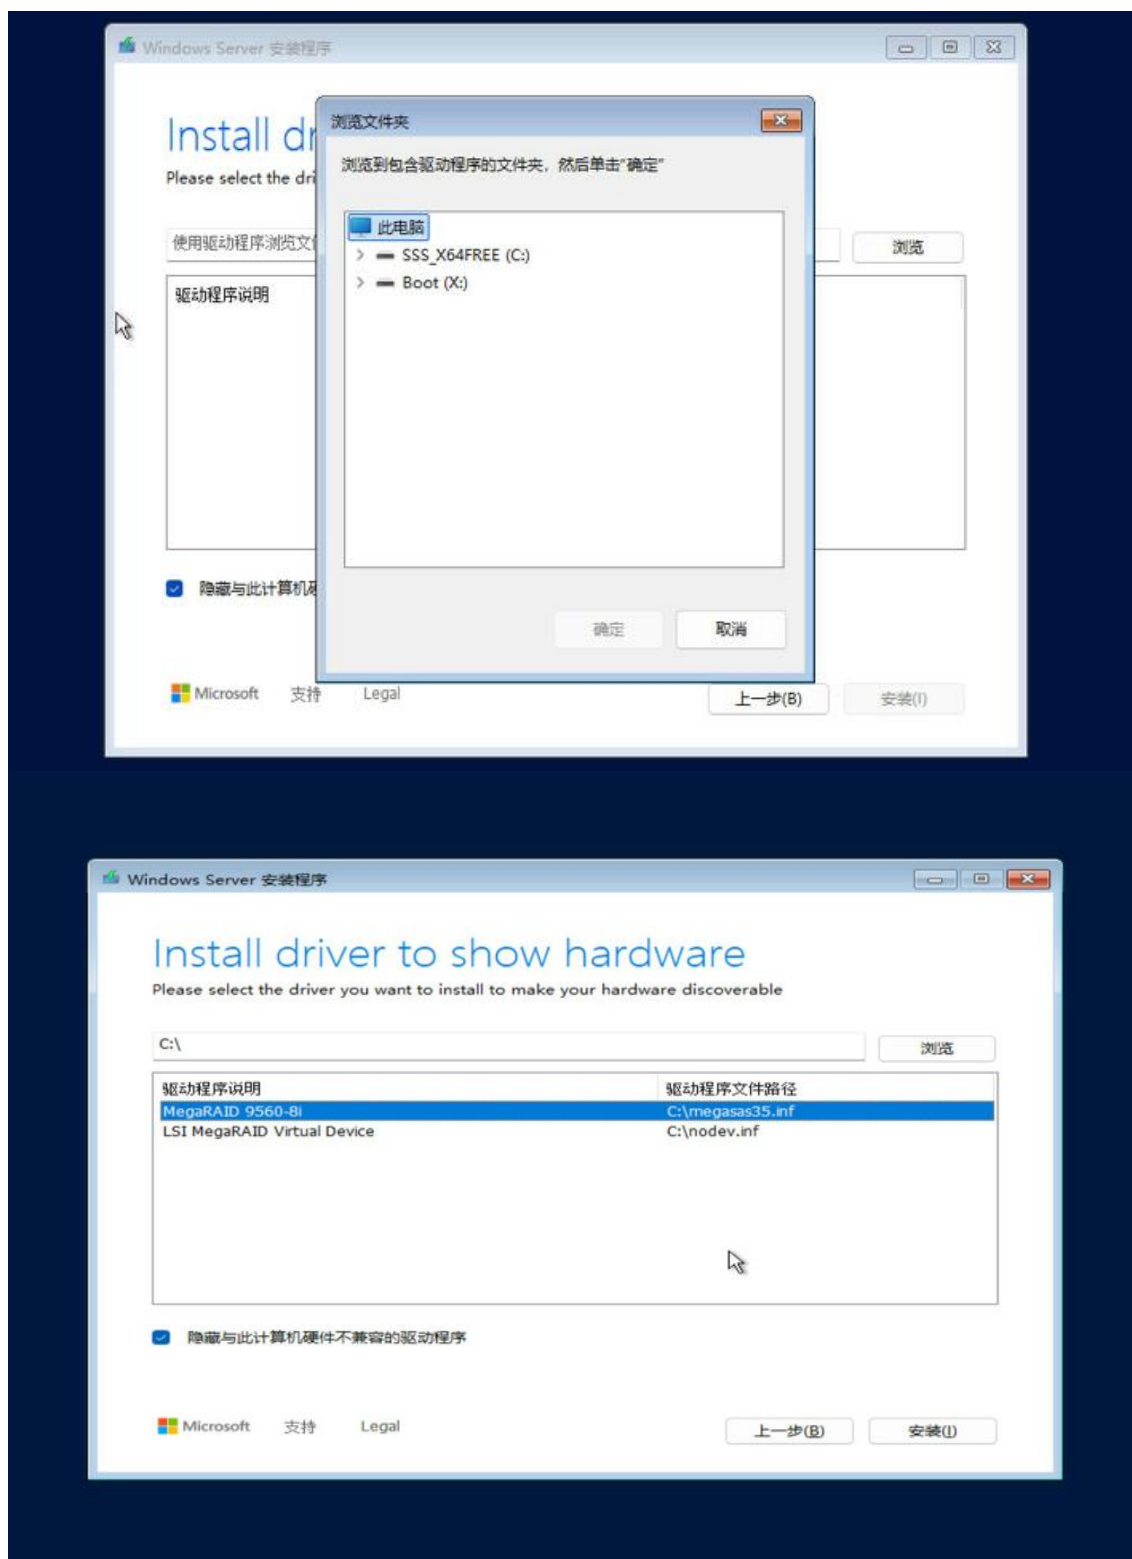 Windows Server 安装程序
Install dr
Please select the dri
使用驱动程序浏览文件
浏览
驱动程序说明
浏览文件夹
浏览到包含驱动程序的文件夹，然后单击“确定”
此电脑
SSS_X64FREE (C:)
Boot (X:)
隐藏与此计算机硬
确定
取消
Microsoft
支持
Legal
上一步(B)
安装(I)
Windows Server 安装程序
Install driver to show hardware
Please select the driver you want to install to make your hardware discoverable
C:\
浏览
驱动程序说明 驱动程序文件路径
MegaRAID 9560-8i C:\megasas35.inf
LSI MegaRAID Virtual Device C:\nodev.inf
隐藏与此计算机硬件不兼容的驱动程序
Microsoft
支持
Legal
上一步(B)
安装(I)